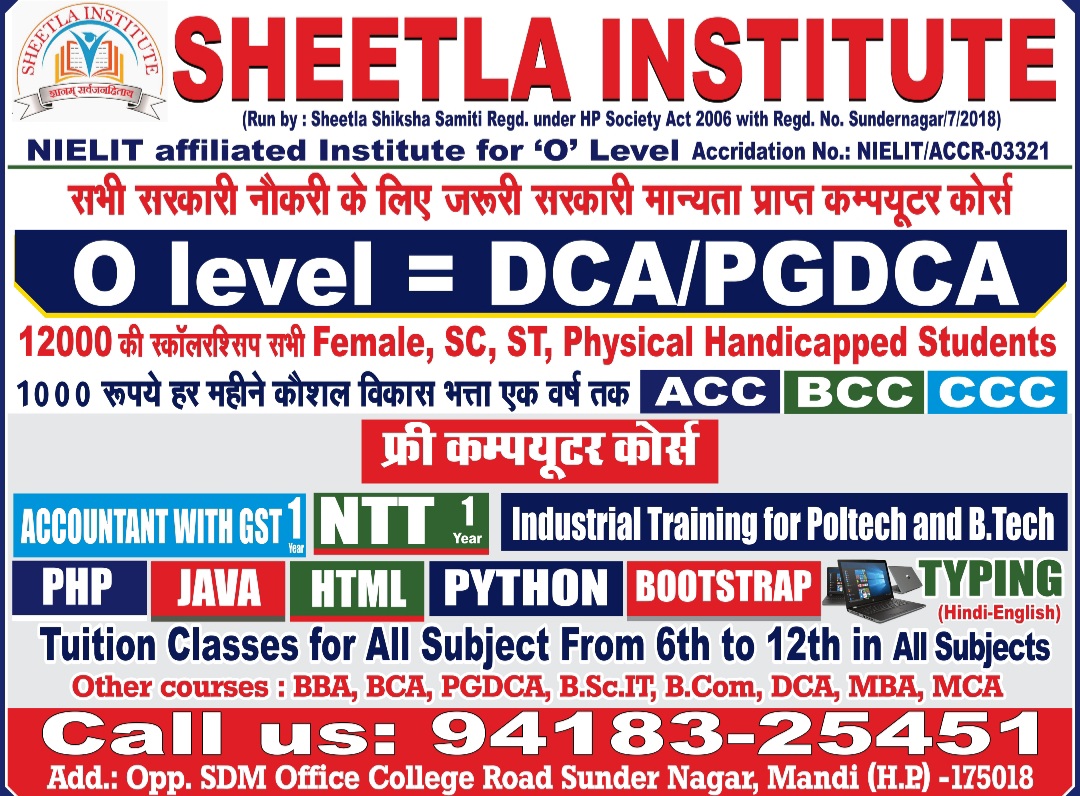 SHEETLA INSTITUTE
ज्ञानम् सर्वजनहिताय
SHEETLA INSTITUTE
(Run by : Sheetla Shiksha Samiti Regd. under HP Society Act 2006 with Regd. No. Sundernagar/7/2018)
NIELIT affiliated Institute for ‘O’ Level Accridation No.: NIELIT/ACCR-03321
सभी सरकारी नौकरी के लिए जरूरी सरकारी मान्यता प्राप्त कम्पयूटर कोर्स
O level = DCA/PGDCA
12000 की स्कॉलरश्सिप सभी Female, SC, ST, Physical Handicapped Students
1000 रूपये हर महीने कौशल विकास भत्ता एक वर्ष तक ACC BCC CCC
फ्री कम्पयूटर कोर्स
ACCOUNTANT WITH GST 1 Year NTT 1 Year Industrial Training for Poltech and B.Tech
PHP JAVA HTML PYTHON BOOTSTRAP TYPING
(Hindi-English)
Tuition Classes for All Subject From 6th to 12th in All Subjects
Other courses : BBA, BCA, PGDCA, B.Sc.IT, B.Com, DCA, MBA, MCA
Call us: 94183-25451
Add.: Opp. SDM Office College Road Sunder Nagar, Mandi (H.P.) -175018